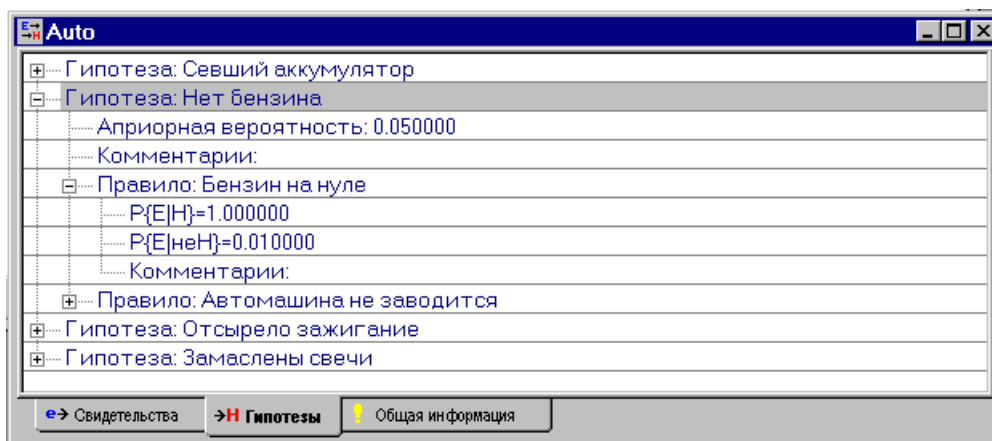 E→
→H Auto
Гипотеза: Севший аккумулятор
Гипотеза: Нет бензина
Априорная вероятность: 0.050000
Комментарии:
Правило: Бензин на нуле
P{E|H}=1.000000
P{E|неH}=0.010000
Комментарии:
Правило: Автомашина не заводится
Гипотеза: Отсырело зажигание
Гипотеза: Замаслены свечи
e→ Свидетельства →H Гипотезы ! Общая информация